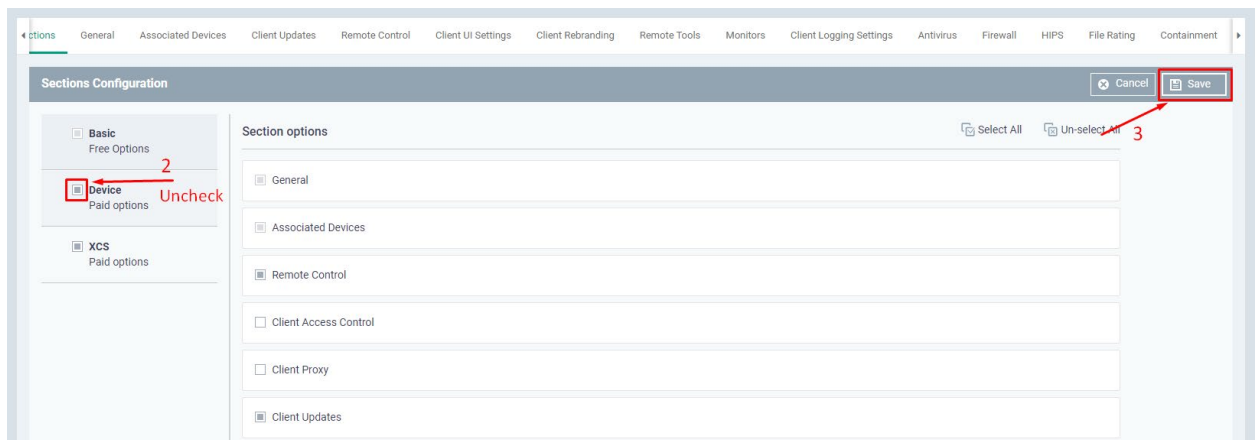 ctions General Associated Devices Client Updates Remote Control Client UI Settings Client Rebranding Remote Tools Monitors Client Logging Settings Antivirus Firewall HIPS File Rating Containment
Sections Configuration Cancel Save
Basic
Free Options
2
Device
Uncheck
Paid options
XCS
Paid options
Section options Select All Un-select All
3
General
Associated Devices
Remote Control
Client Access Control
Client Proxy
Client Updates